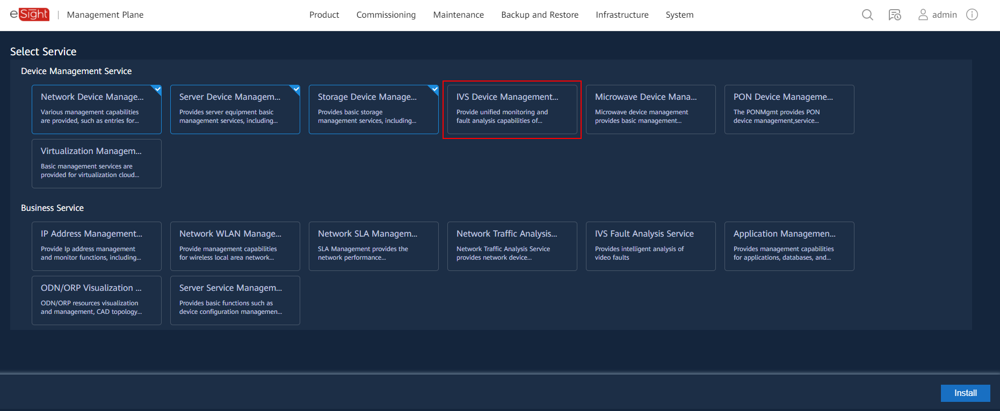 eSight | Management Plane Product Commissioning Maintenance Backup and Restore Infrastructure System admin
Select Service
Device Management Service
Network Device Manage...
Various management capabilities
are provided, such as entries for...
Server Device Managem...
Provides server equipment basic
management services, including...
Storage Device Manage...
Provides basic storage
management services, including...
IVS Device Management...
Provide unified monitoring and
fault analysis capabilities of...
Microwave Device Mana...
Microwave device management
provides basic management...
PON Device Manageme...
The PONMgmt provides PON
device management,service...
Virtualization Managem...
Basic management services are
provided for virtualization cloud...
Business Service
IP Address Management...
Provide Ip address management
and monitor functions, including...
Network WLAN Manage...
Provide management capabilities
for wireless local area network...
Network SLA Managem...
SLA Management provides the
network performance...
Network Traffic Analysis...
Network Traffic Analysis Service
provides network device...
IVS Fault Analysis Service
Provides intelligent analysis of
video faults
Application Managemen...
Provides management capabilities
for applications, databases, and...
ODN/ORP Visualization ...
ODN/ORP resources visualization
and management, CAD topology...
Server Service Managem...
Provides basic functions such as
device configuration managemen...
Install